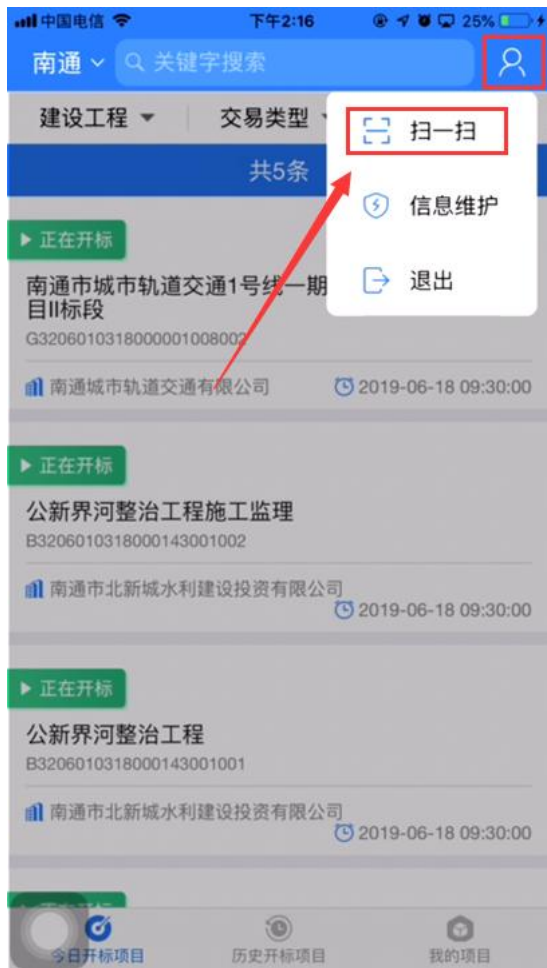 中国电信 下午2:16 25%
南通 关键字搜索
建设工程 交易类型
扫一扫
信息维护
退出
共5条
正在开标
南通市城市轨道交通1号线一期
目II标段
G3206010318000001008002
南通城市轨道交通有限公司 2019-06-18 09:30:00
正在开标
公新界河整治工程施工监理
B3206010318000143001002
南通市北新城水利建设投资有限公司
2019-06-18 09:30:00
正在开标
公新界河整治工程
B3206010318000143001001
南通市北新城水利建设投资有限公司
2019-06-18 09:30:00
今日开标项目 历史开标项目 我的项目